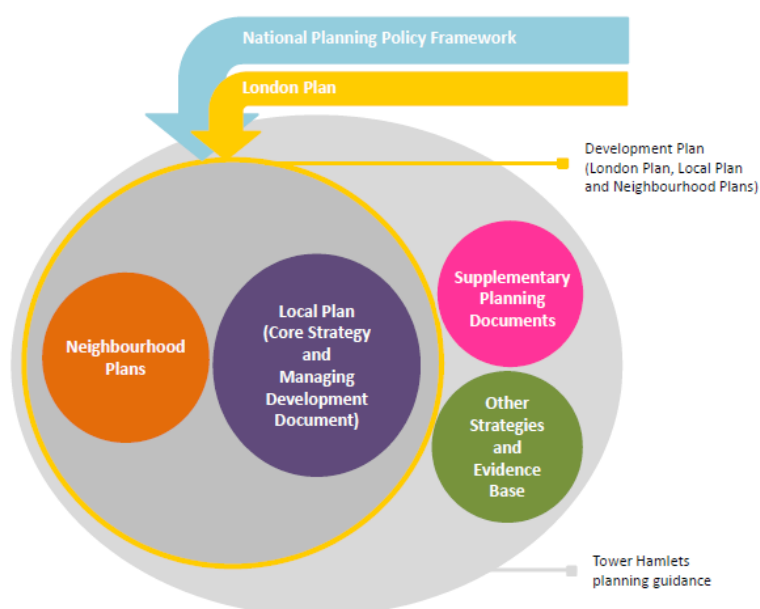 National Planning Policy Framework
London Plan
Development Plan
(London Plan, Local Plan
and Neighbourhood Plans)
Supplementary
Planning
Documents
Local Plan
(Core Strategy
and
Managing
Development
Document)
Neighbourhood
Plans
Other
Strategies
and
Evidence
Base
Tower Hamlets
planning guidance